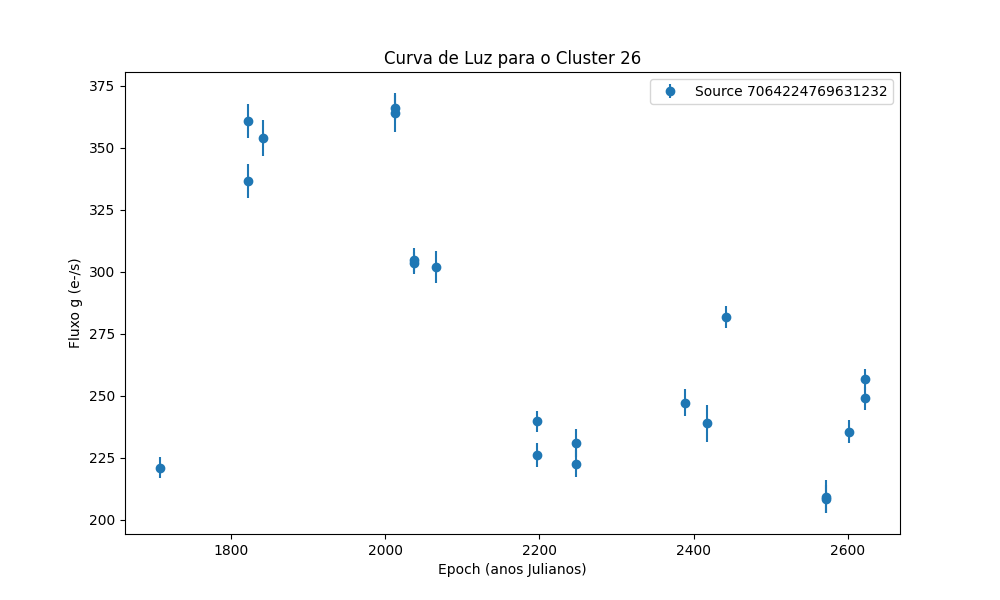 Curva de Luz para o Cluster 26
Source 7064224769631232
375
350
325
300
275
250
225
200
Fluxo g (e-/s)
1800 2000 2200 2400 2600
Epoch (anos Julianos)